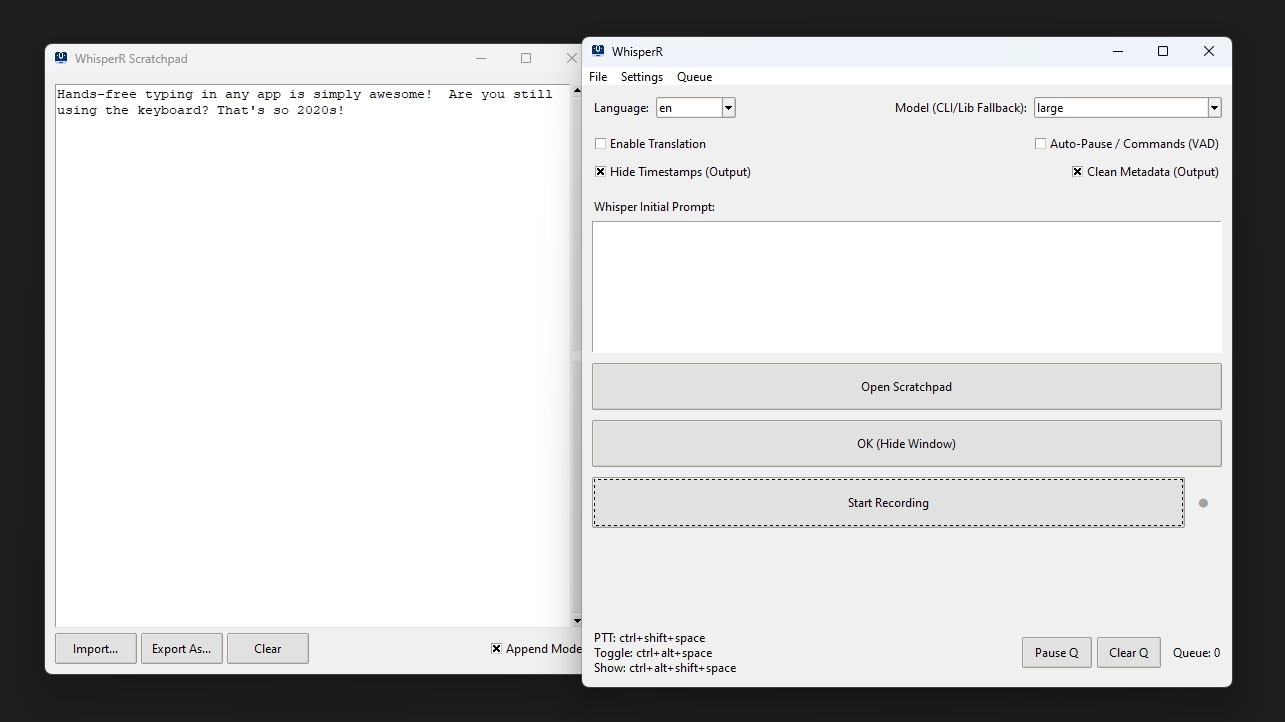 WhisperR Scratchpad
Hands-free typing in any app is simply awesome!  Are you still
using the keyboard? That's so 2020s!
Import...
Export As...
Clear
Append Mode
WhisperR
File
Settings
Queue
Language:
en
Model (CLI/Lib Fallback):
large
Enable Translation
Auto-Pause / Commands (VAD)
Hide Timestamps (Output)
Clean Metadata (Output)
Whisper Initial Prompt:
Open Scratchpad
OK (Hide Window)
Start Recording
PTT: ctrl+shift+space
Toggle: ctrl+alt+space
Show: ctrl+alt+shift+space
Pause Q
Clear Q
Queue: 0